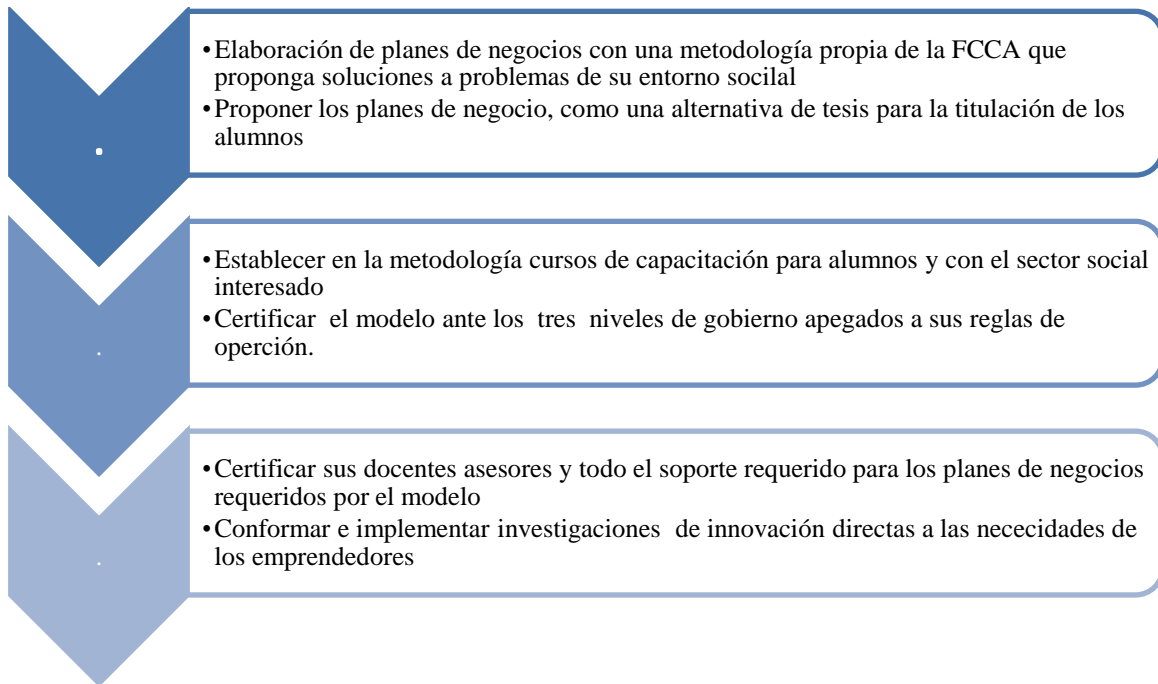 •Elaboración de planes de negocios con una metodología propia de la FCCA que
proponga soluciones a problemas de su entorno socilal
•Proponer los planes de negocio, como una alternativa de tesis para la titulación de los
alumnos
•Establecer en la metodología cursos de capacitación para alumnos y con el sector social
interesado
•Certificar el modelo ante los tres niveles de gobierno apegados a sus reglas de
operción.
•Certificar sus docentes asesores y todo el soporte requerido para los planes de negocios
requeridos por el modelo
•Conformar e implementar investigaciones de innovación directas a las nececidades de
los emprendedores